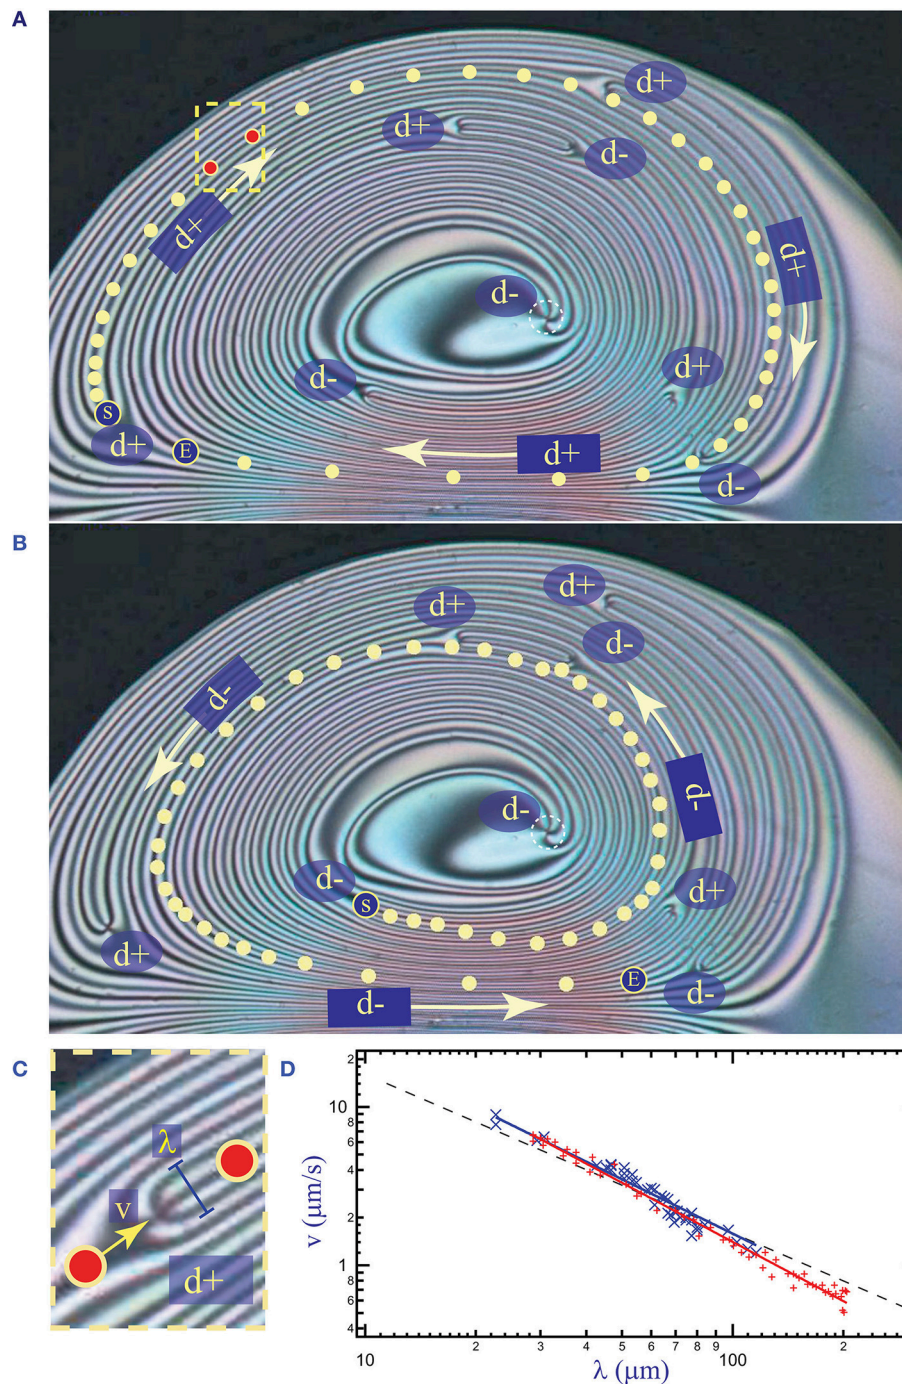 A
d+
d+
d-
d+
d+
d-
d-
d+
S
d+
E
d+
d-
B
d+
d+
d-
d-
d-
d-
d-
S
d+
d+
E
d-
d-
C
λ
v
d+
D
v (μm/s)
2
10
8
6
4
2
1
8
6
4
10
2
3
4
5
6
7
8
9
100
2
λ (μm)